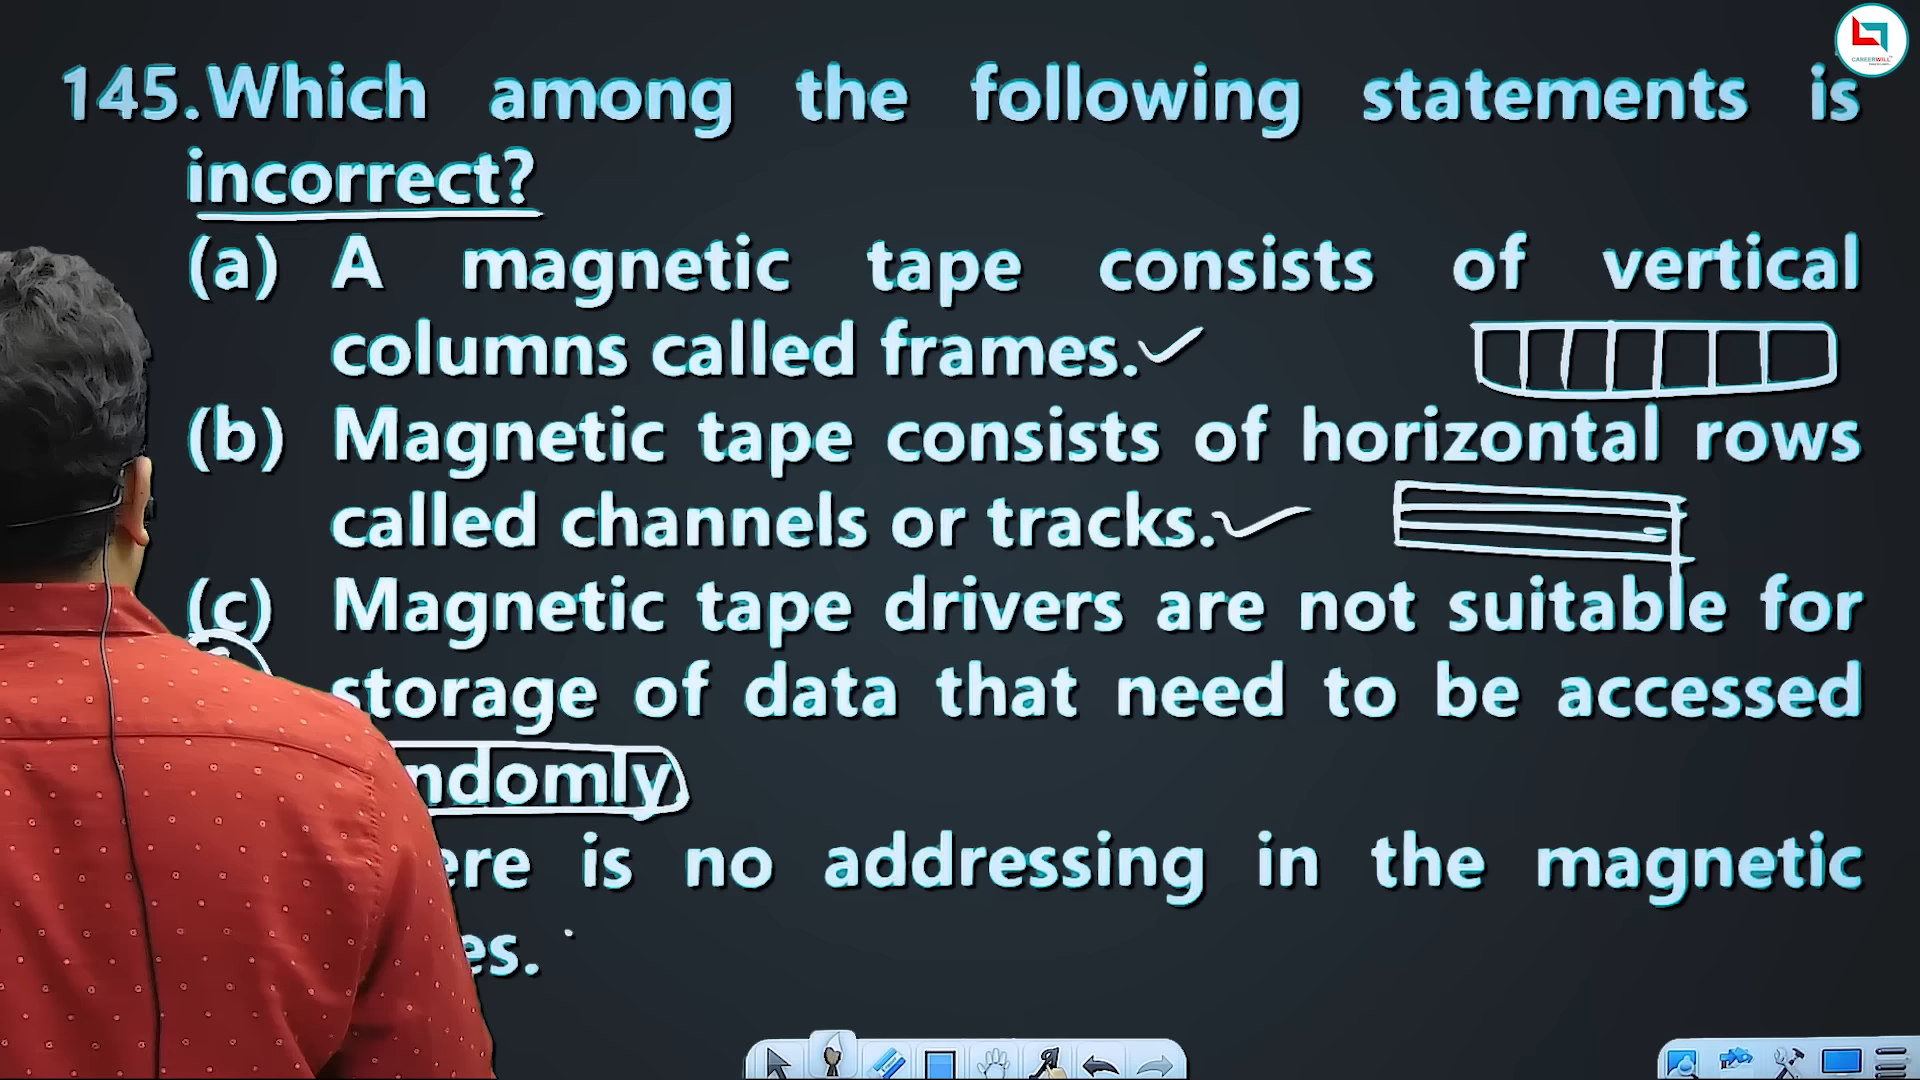 145. Which among the following statements is
incorrect?
(a) A magnetic tape consists of vertical
columns called frames.
(b) Magnetic tape consists of horizontal rows
called channels or tracks.
(c) Magnetic tape drivers are not suitable for
storage of data that need to be accessed
ndomly
ere is no addressing in the magnetic
es.
CAREERWILL